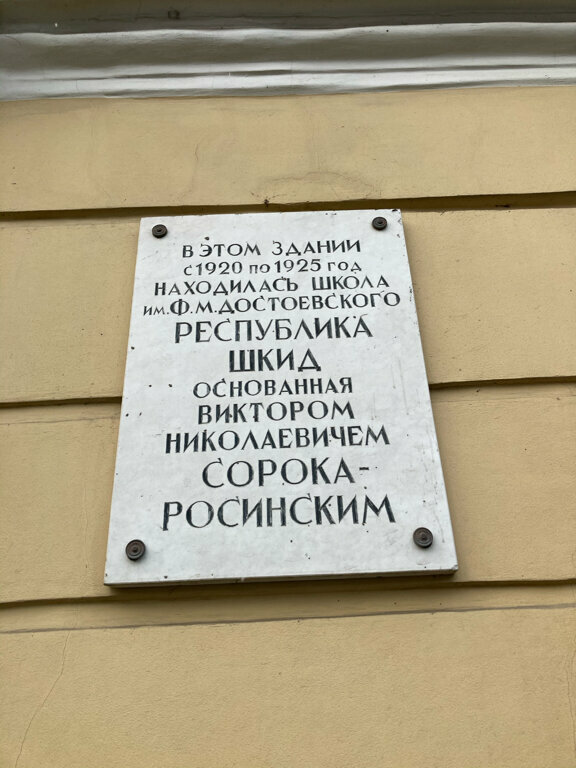 В ЭТОМ ЗДАНИИ
С 1920 ПО 1925 ГОД
НАХОДИЛАСЬ ШКОЛА
ИМ. Ф. М. ДОСТОЕВСКОГО
РЕСПУБЛИКА
ШКИД
ОСНОВАННАЯ
ВИКТОРОМ
НИКОЛАЕВИЧЕМ
СОРОКА-
РОСИНСКИМ